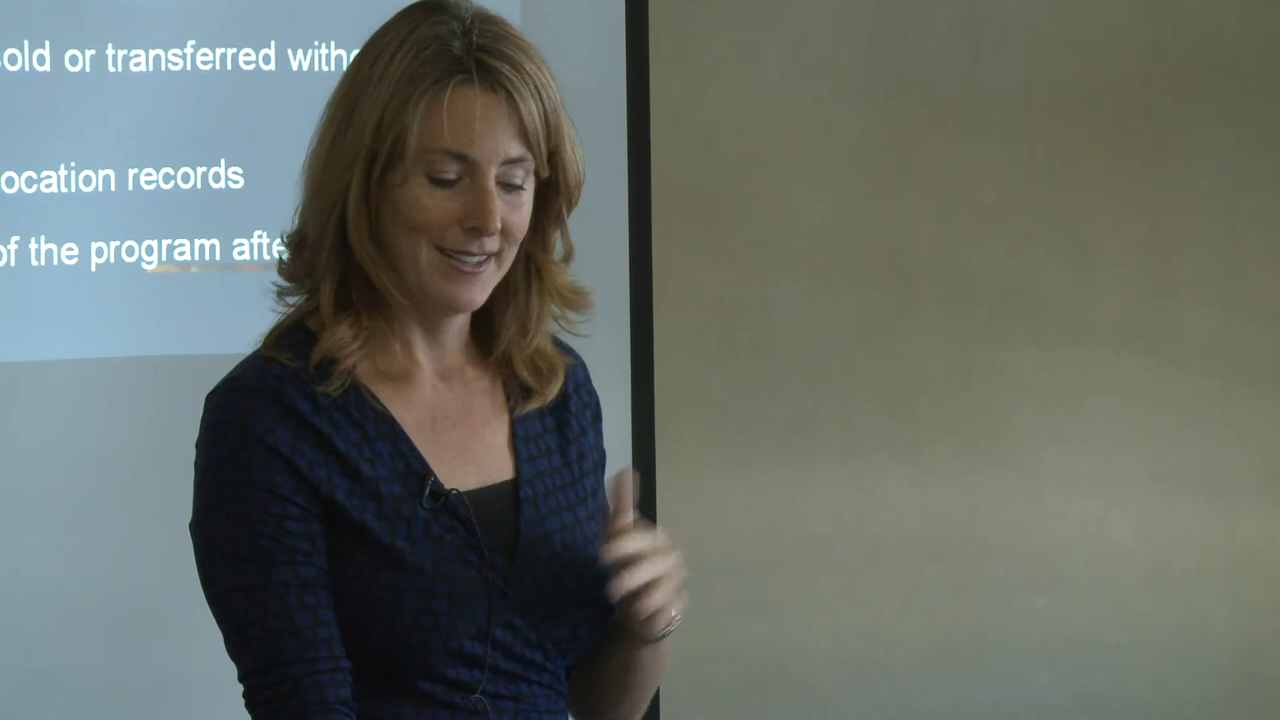 old or transferred with
ocation records
of the program afte